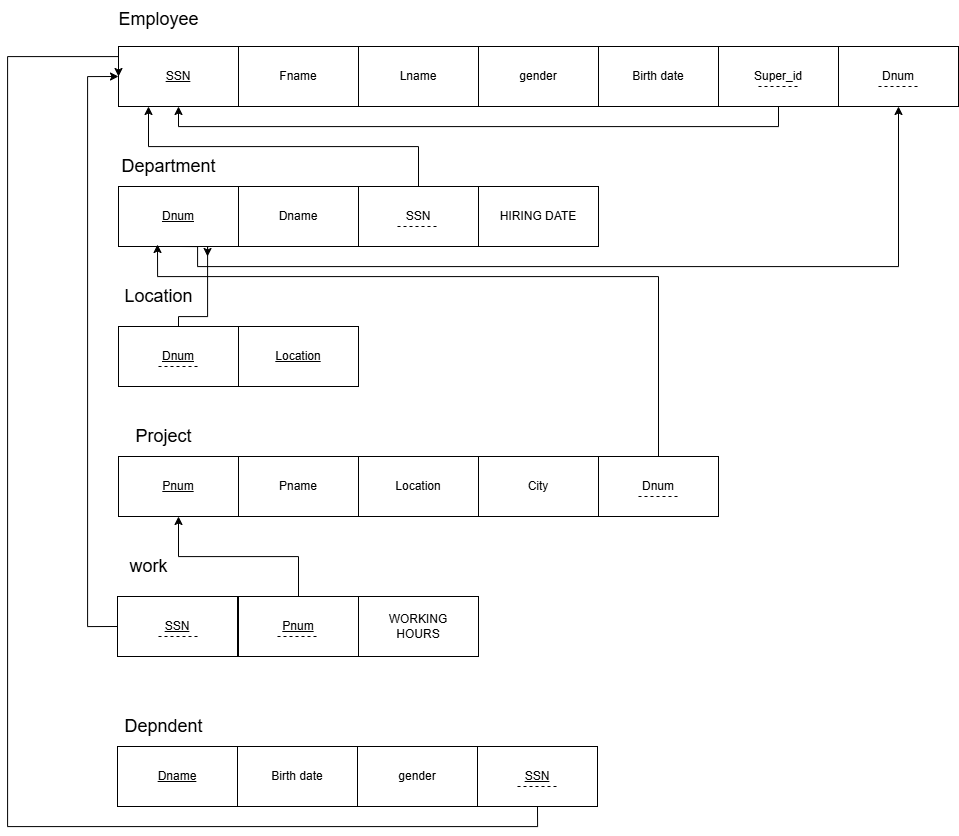 Employee
SSN Fname Lname gender Birth date Super_id Dnum
Department
Dnum Dname SSN HIRING DATE
Location
Dnum Location
Project
Pnum Pname Location City Dnum
work
SSN Pnum WORKING
HOURS
Depndent
Dname Birth date gender SSN